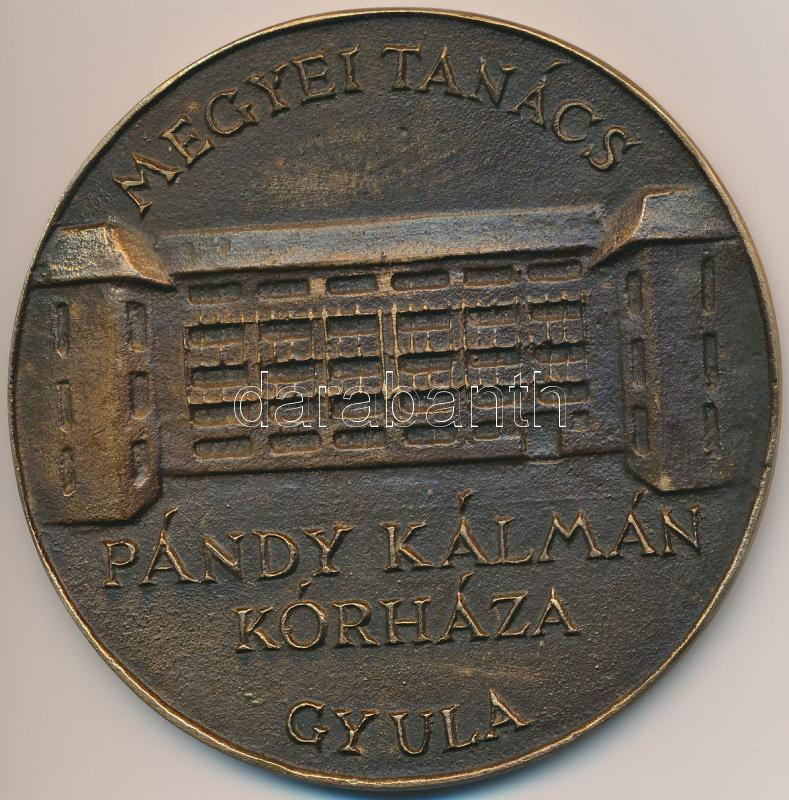 MEGYEI TANÁCS
darabanth
PÁNDY KÁLMÁN
KÓRHÁZA
GYULA